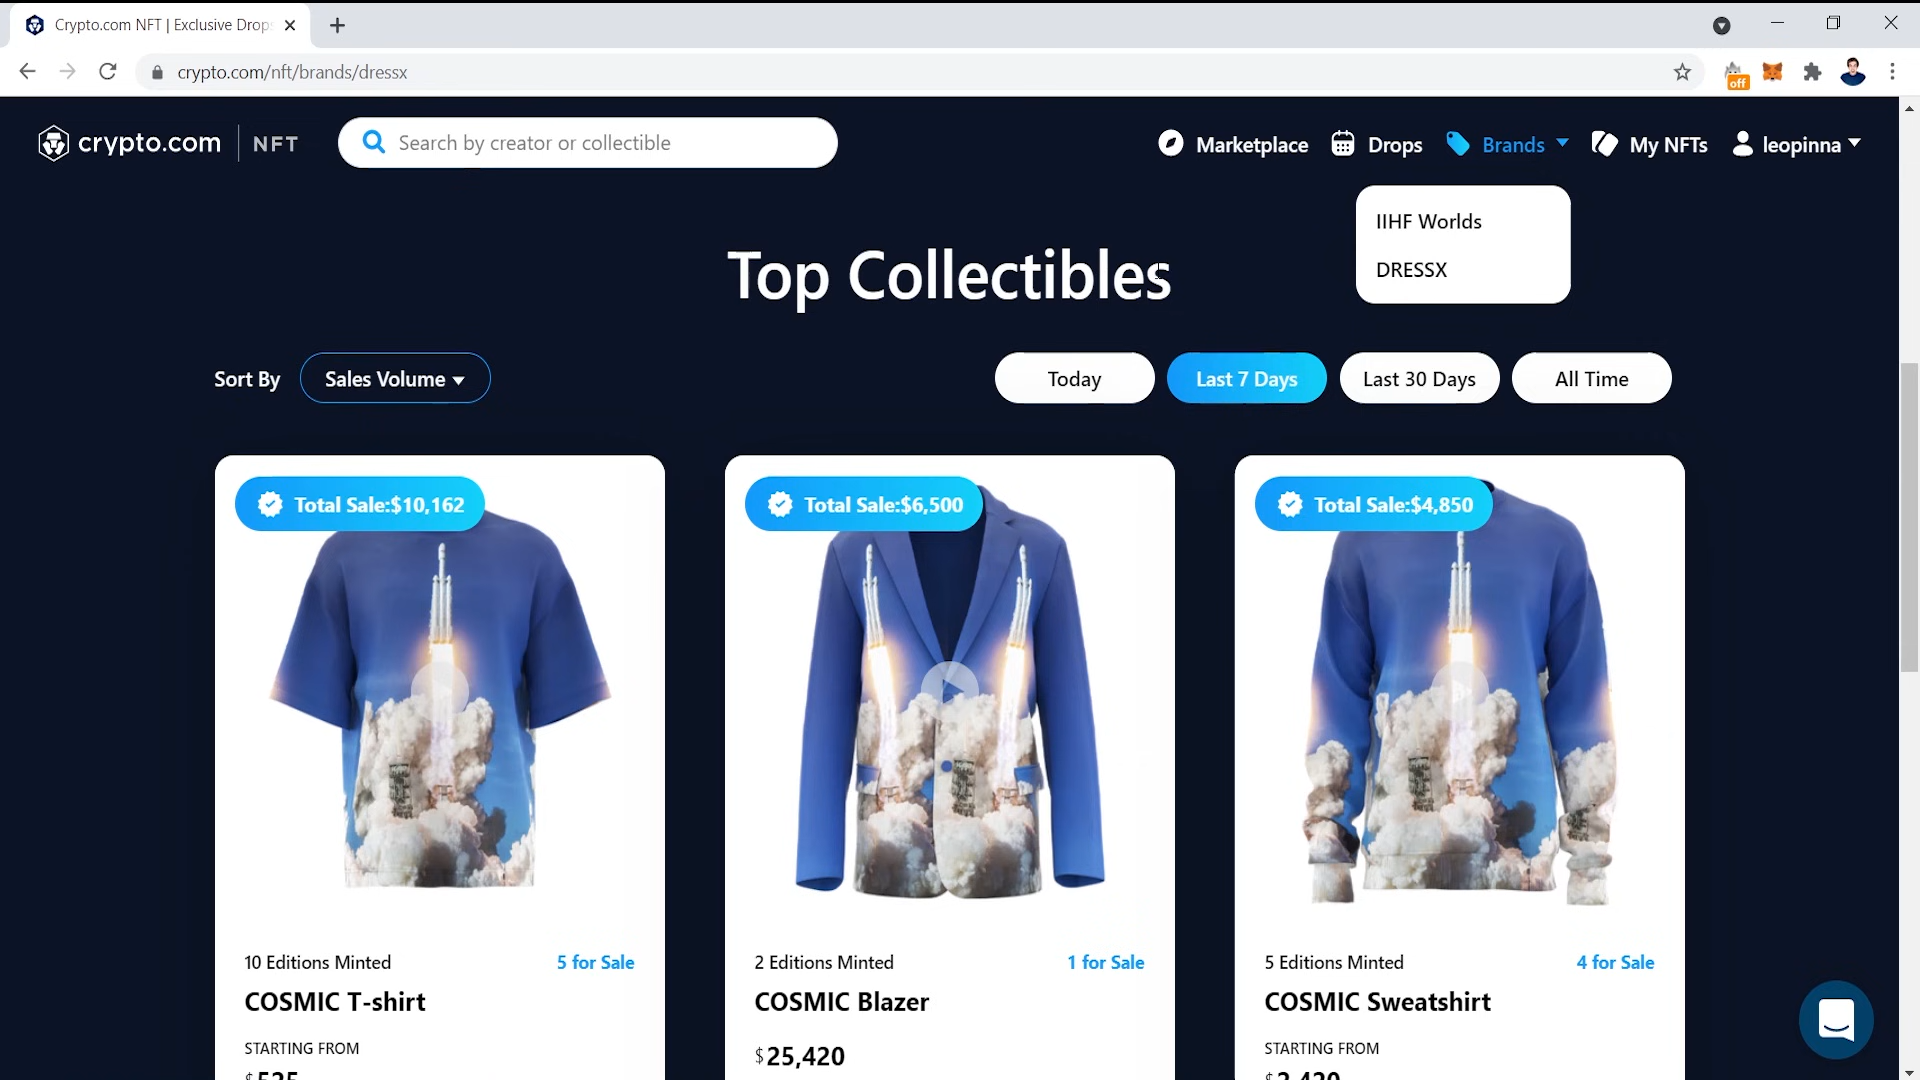 Crypto.com NFT | Exclusive Drop
crypto.com/nft/brands/dressx
off
crypto.com
NFT
Search by creator or collectible
Marketplace
Drops
Brands
My NFTs
leopinna
IIHF Worlds
DRESSX
Top Collectibles
Sort By
Sales Volume
Today
Last 7 Days
Last 30 Days
All Time
Total Sale:$10,162
Total Sale:$6,500
Total Sale:$4,850
10 Editions Minted
5 for Sale
2 Editions Minted
1 for Sale
5 Editions Minted
4 for Sale
COSMIC T-shirt
COSMIC Blazer
COSMIC Sweatshirt
STARTING FROM
$25,420
STARTING FROM